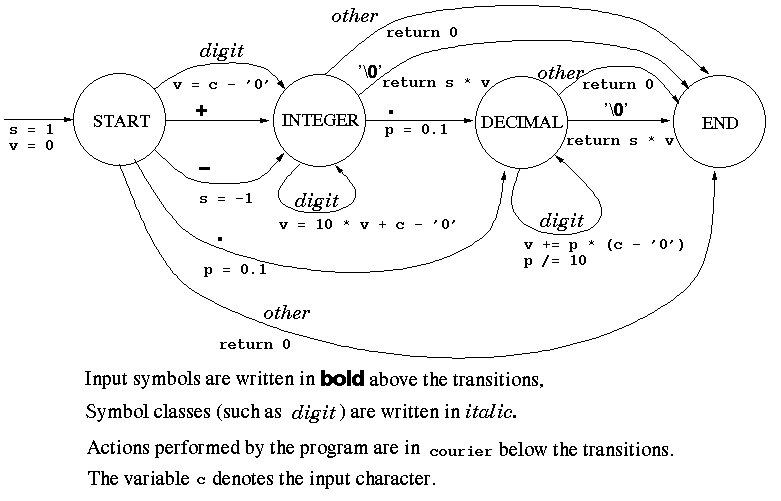 other
return 0
digit
'\0'
v = c - '0'
return s * v
other
return 0
+
.
'\0'
START
INTEGER
DECIMAL
END
s = 1
p = 0.1
v = 0
return s * v
-
s = -1
digit
v = 10 * v + c - '0'
digit
.
v += p * (c - '0')
p /= 10
p = 0.1
other
return 0
Input symbols are written in bold above the transitions,
Symbol classes (such as digit) are written in italic.
Actions performed by the program are in courier below the transitions.
The variable c denotes the input character.